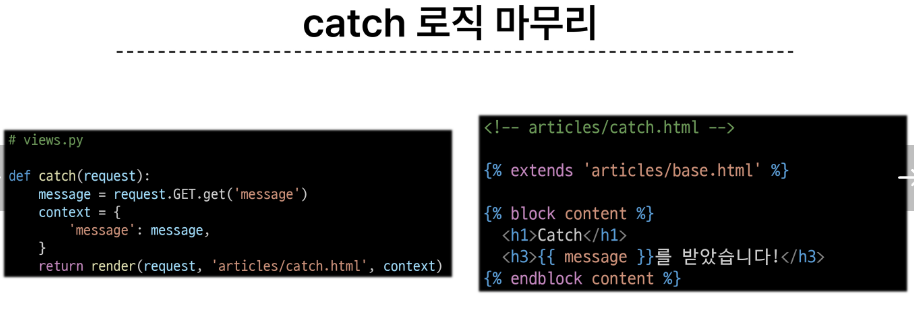 catch 로직 마무리
# views.py
def catch(request):
    message = request.GET.get('message')
    context = {
        'message': message,
    }
    return render(request, 'articles/catch.html', context)
<!-- articles/catch.html -->
{% extends 'articles/base.html' %}
{% block content %}
  <h1>Catch</h1>
  <h3>{{ message }}를 받았습니다!</h3>
{% endblock content %}